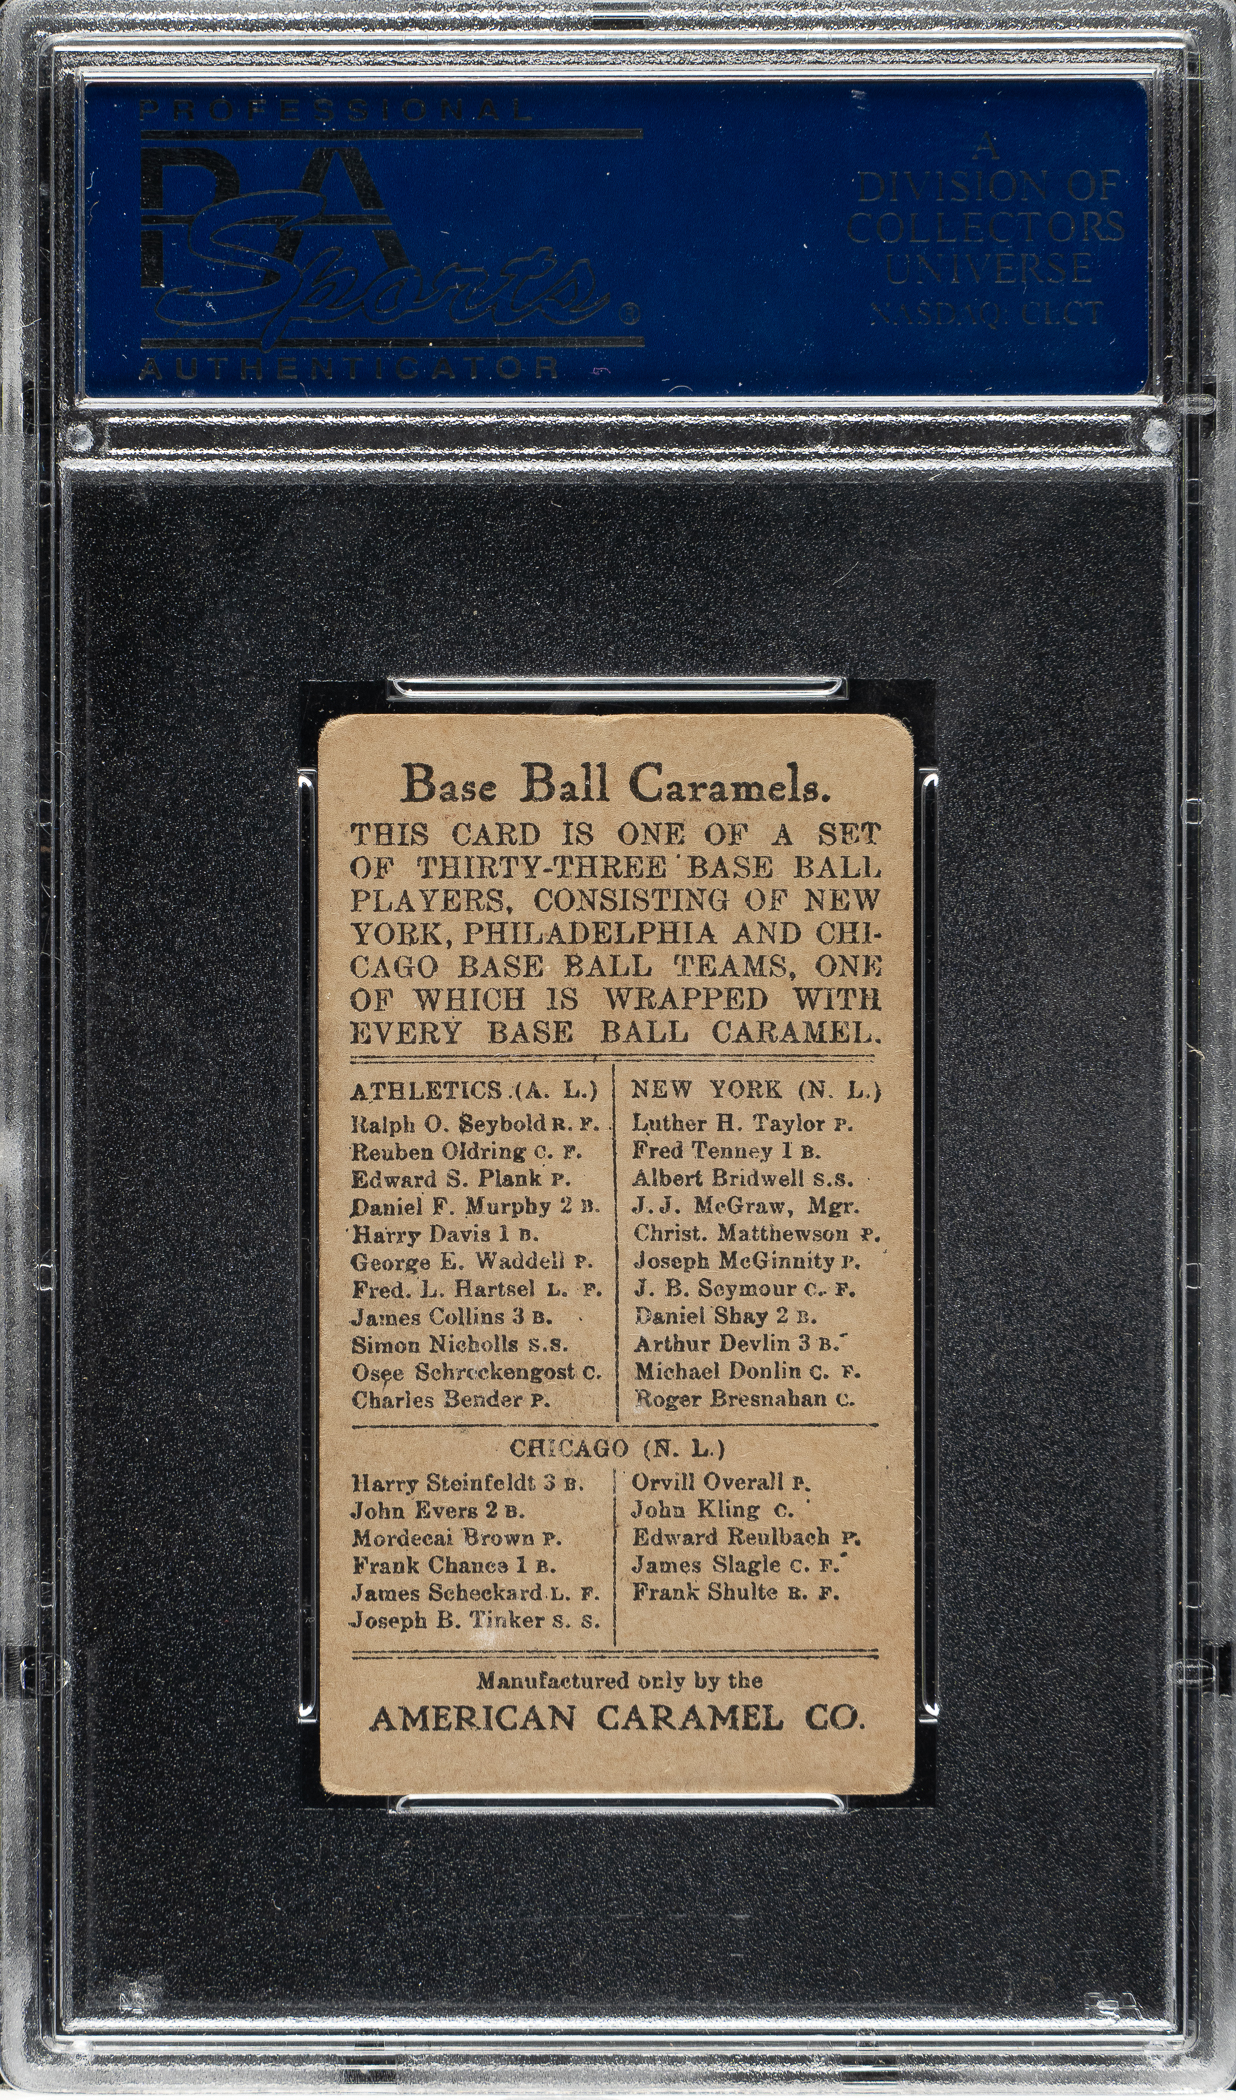 PROFESSIONAL
PSA
Sports ®
AUTHENTICATOR
A
DIVISION OF
COLLECTORS
UNIVERSE
NASDAQ: CLCT
Base Ball Caramels.
THIS CARD IS ONE OF A SET
OF THIRTY-THREE BASE BALL
PLAYERS, CONSISTING OF NEW
YORK, PHILADELPHIA AND CHI-
CAGO BASE BALL TEAMS, ONE
OF WHICH IS WRAPPED WITH
EVERY BASE BALL CARAMEL.
ATHLETICS (A. L.)
Ralph O. Seybold R. F.
Reuben Oldring C. F.
Edward S. Plank P.
Daniel F. Murphy 2 B.
Harry Davis 1 B.
George E. Waddell P.
Fred. L. Hartsel L. F.
James Collins 3 B.
Simon Nicholls S.S.
Osee Schreckengost C.
Charles Bender P.
NEW YORK (N. L.)
Luther H. Taylor P.
Fred Tenney 1 B.
Albert Bridwell S.S.
J. J. McGraw, Mgr.
Christ. Matthewson P.
Joseph McGinnity P.
J. B. Seymour C. F.
Daniel Shay 2 B.
Arthur Devlin 3 B.
Michael Donlin C. F.
Roger Bresnahan C.
CHICAGO (N. L.)
Harry Steinfeldt 3 B.
John Evers 2 B.
Mordecai Brown P.
Frank Chance 1 B.
James Scheckard L. F.
Joseph B. Tinker S. S.
Orvill Overall P.
John Kling C.
Edward Reulbach P.
James Slagle C. F.
Frank Shulte R. F.
Manufactured only by the
AMERICAN CARAMEL CO.
PSA